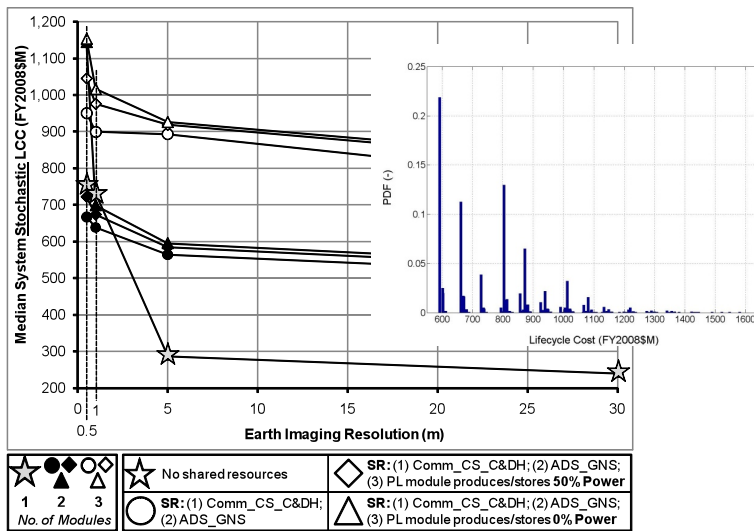 1,200
1,100
1,000
900
800
700
600
500
400
300
200
Median System Stochastic LCC (FY2008$M)
0 1 5 10 15 20 25 30
0.5
Earth Imaging Resolution (m)
0.25
0.2
0.15
0.1
0.05
0
PDF (-)
600 700 800 900 1000 1100 1200 1300 1400 1500 1600
Lifecycle Cost (FY2008$M)
1 2 3
No. of Modules
No shared resources
SR: (1) Comm_CS_C&DH;
(2) ADS_GNS
SR: (1) Comm_CS_C&DH; (2) ADS_GNS;
(3) PL module produces/stores 50% Power
SR: (1) Comm_CS_C&DH; (2) ADS_GNS;
(3) PL module produces/stores 0% Power